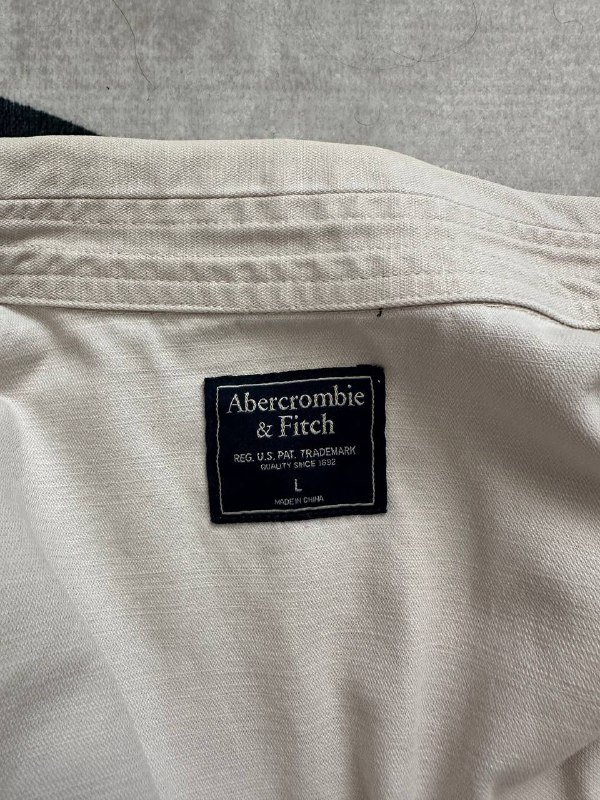 Abercrombie
& Fitch
REG. U.S. PAT. TRADEMARK
QUALITY SINCE 1892
L
MADE IN CHINA